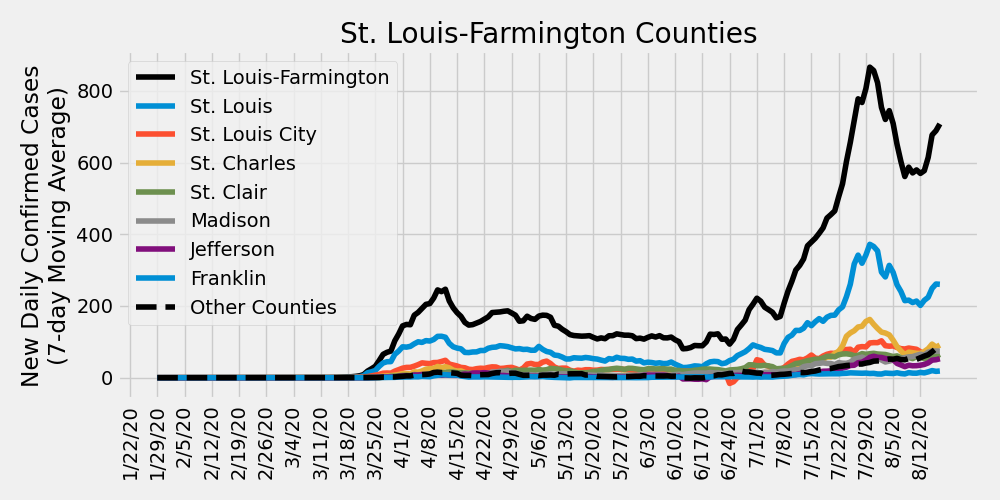 St. Louis-Farmington Counties
New Daily Confirmed Cases
(7-day Moving Average)
800
600
400
200
0
St. Louis-Farmington
St. Louis
St. Louis City
St. Charles
St. Clair
Madison
Jefferson
Franklin
Other Counties
1/22/20
1/29/20
2/5/20
2/12/20
2/19/20
2/26/20
3/4/20
3/11/20
3/18/20
3/25/20
4/1/20
4/8/20
4/15/20
4/22/20
4/29/20
5/6/20
5/13/20
5/20/20
5/27/20
6/3/20
6/10/20
6/17/20
6/24/20
7/1/20
7/8/20
7/15/20
7/22/20
7/29/20
8/5/20
8/12/20